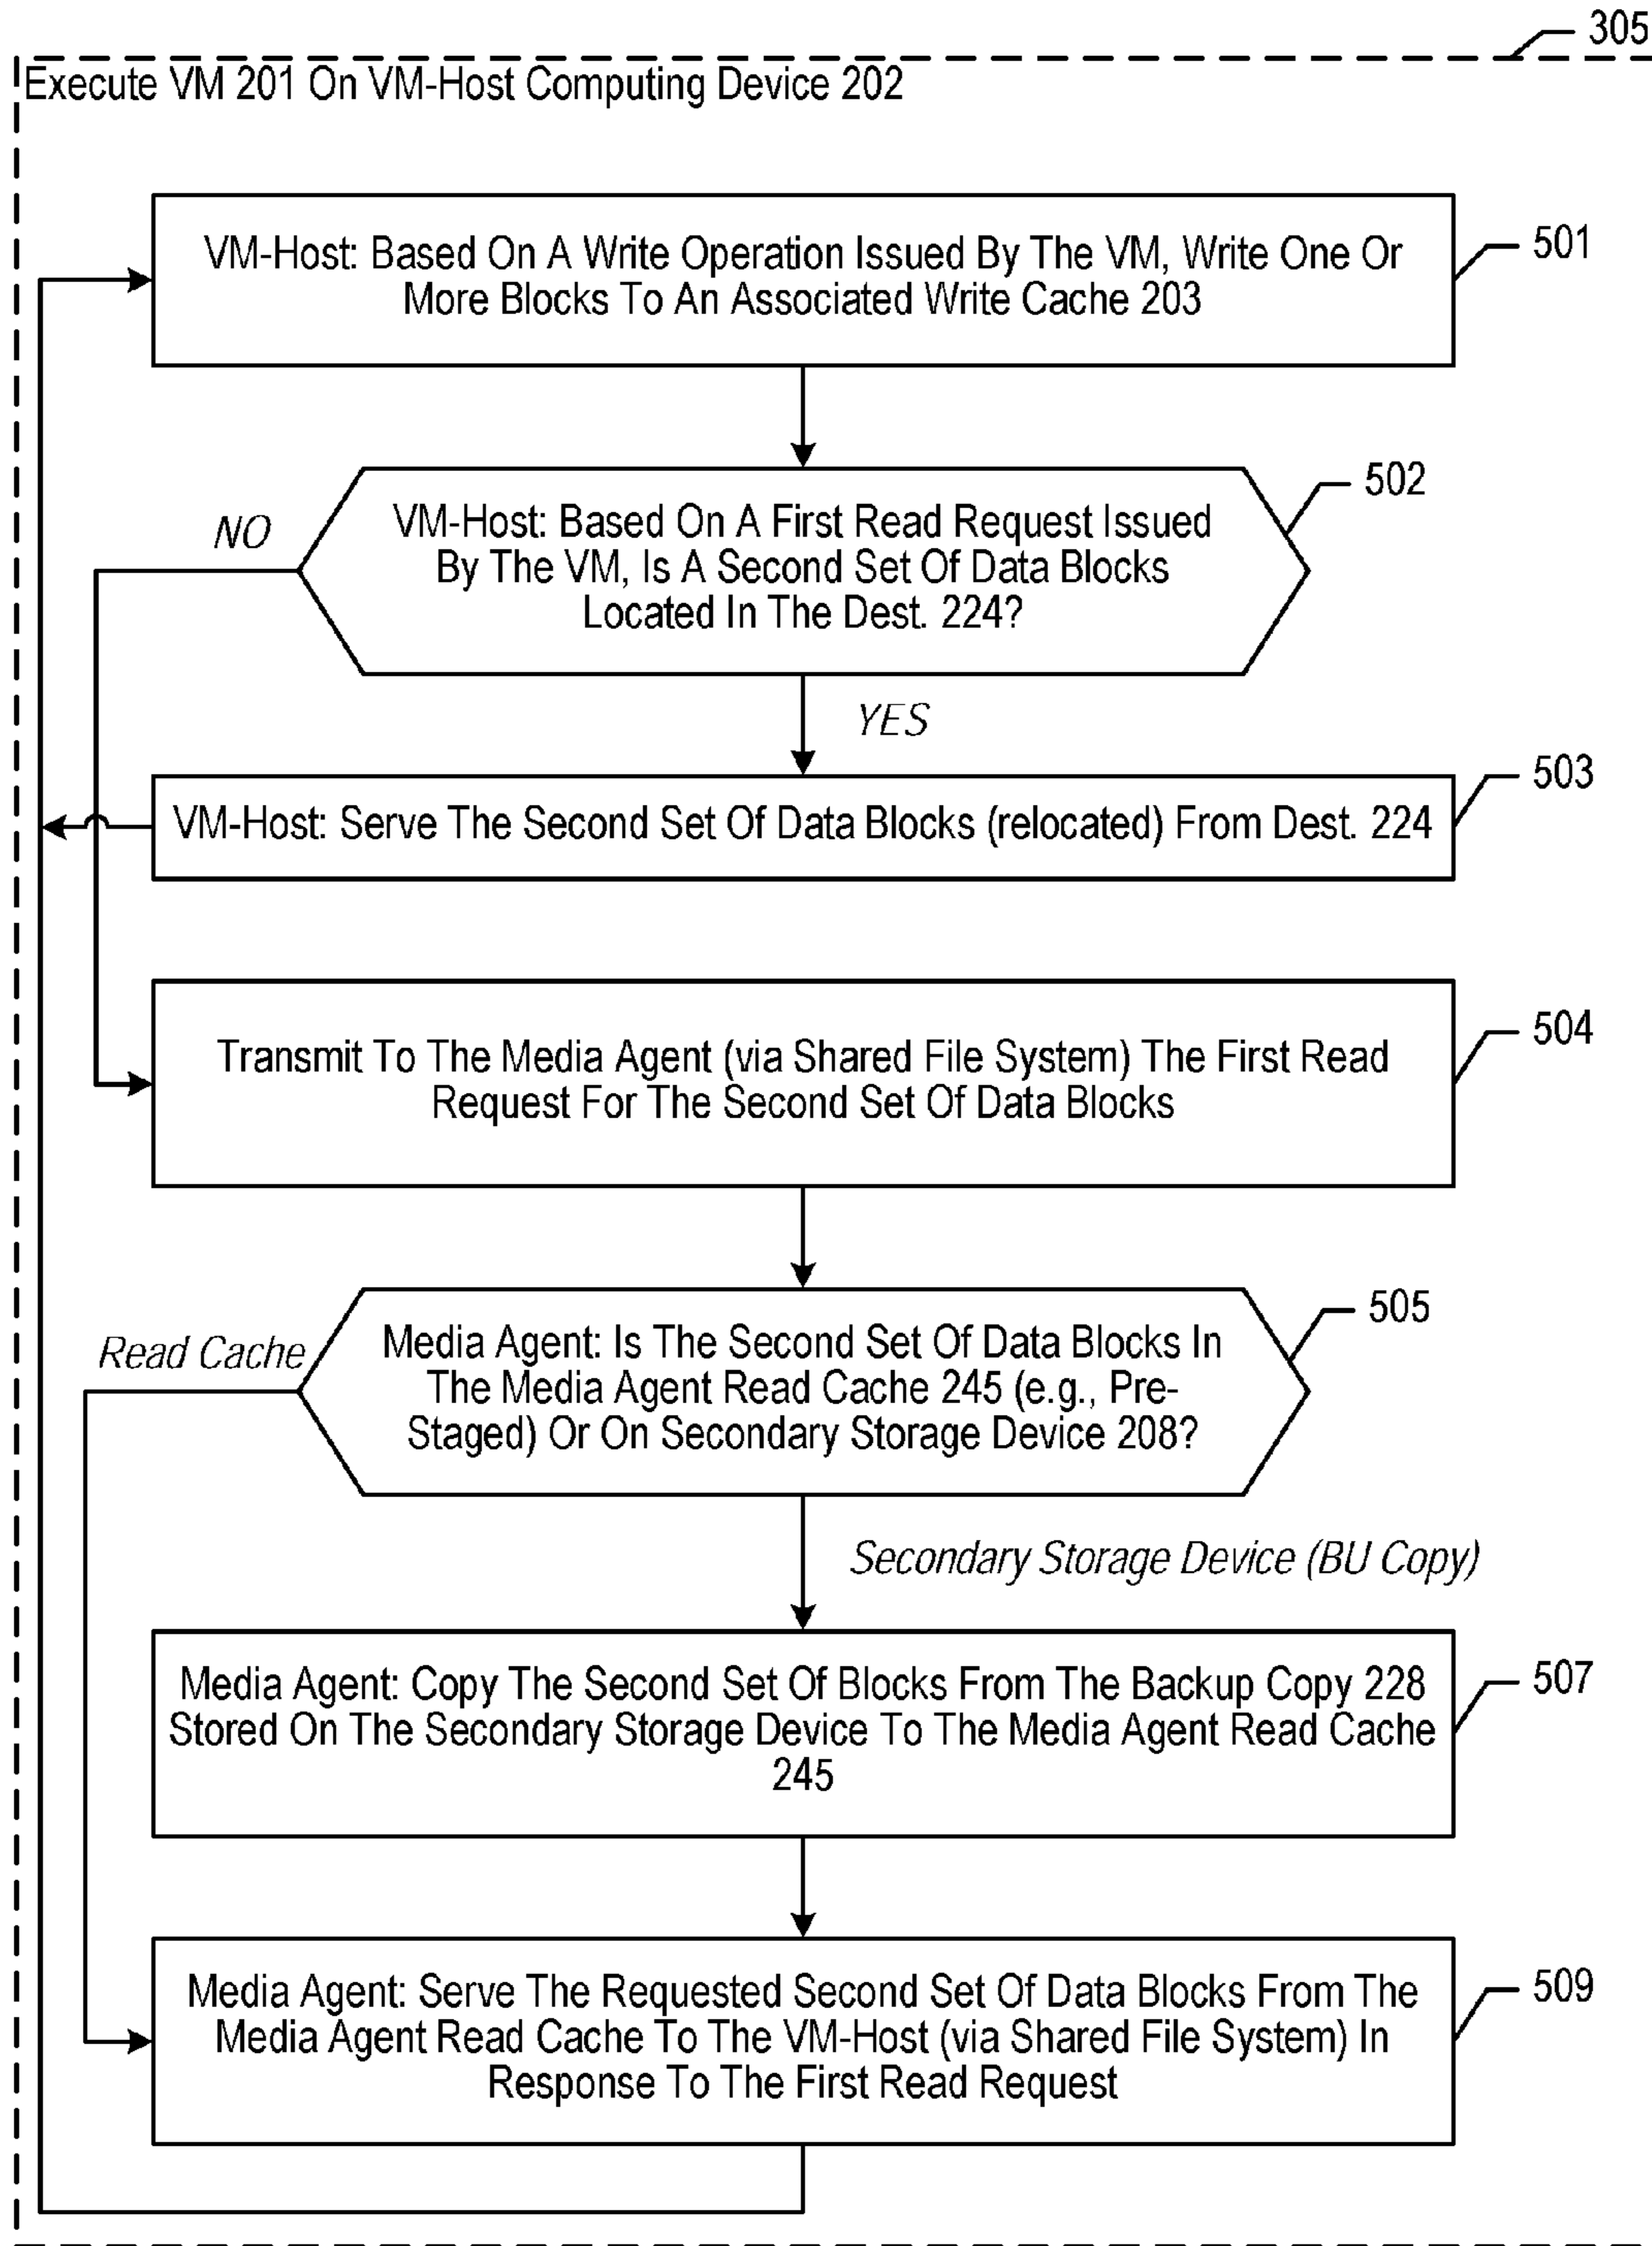 305
Execute VM 201 On VM-Host Computing Device 202
VM-Host: Based On A Write Operation Issued By The VM, Write One Or
More Blocks To An Associated Write Cache 203
501
VM-Host: Based On A First Read Request Issued
By The VM, Is A Second Set Of Data Blocks
Located In The Dest. 224?
502
NO
YES
VM-Host: Serve The Second Set Of Data Blocks (relocated) From Dest. 224
503
Transmit To The Media Agent (via Shared File System) The First Read
Request For The Second Set Of Data Blocks
504
Media Agent: Is The Second Set Of Data Blocks In
The Media Agent Read Cache 245 (e.g., Pre-
Staged) Or On Secondary Storage Device 208?
505
Read Cache
Secondary Storage Device (BU Copy)
Media Agent: Copy The Second Set Of Blocks From The Backup Copy 228
Stored On The Secondary Storage Device To The Media Agent Read Cache
245
507
Media Agent: Serve The Requested Second Set Of Data Blocks From The
Media Agent Read Cache To The VM-Host (via Shared File System) In
Response To The First Read Request
509